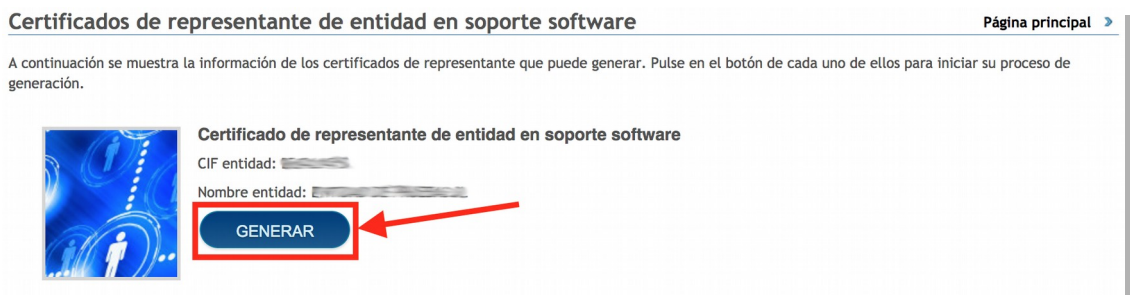 Certificados de representante de entidad en soporte software
Página principal
A continuación se muestra la información de los certificados de representante que puede generar. Pulse en el botón de cada uno de ellos para iniciar su proceso de
generación.
Certificado de representante de entidad en soporte software
CIF entidad:
Nombre entidad:
GENERAR